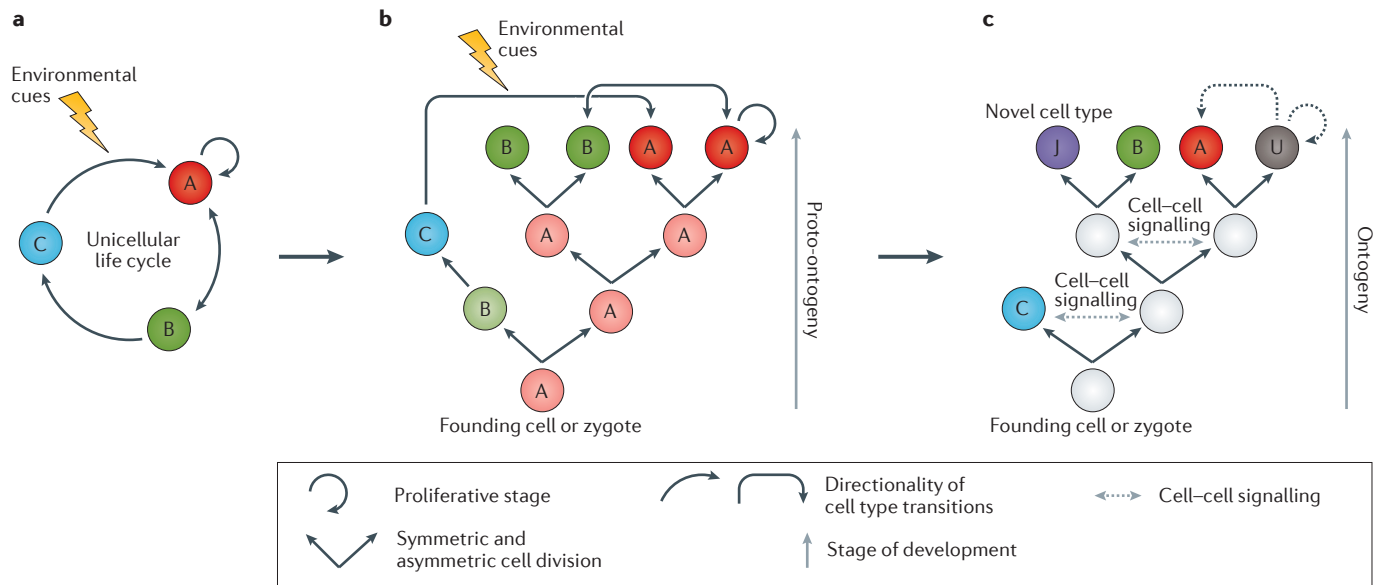 a
Environmental
cues
A
C
Unicellular
life cycle
B
b
Environmental
cues
B
B
A
A
C
A
A
B
A
A
Founding cell or zygote
Proto-ontogeny
c
Novel cell type
J
B
A
U
Cell–cell
signalling
Cell–cell
signalling
C
Founding cell or zygote
Ontogeny
Proliferative stage
Symmetric and
asymmetric cell division
Directionality of
cell type transitions
Stage of development
Cell–cell signalling